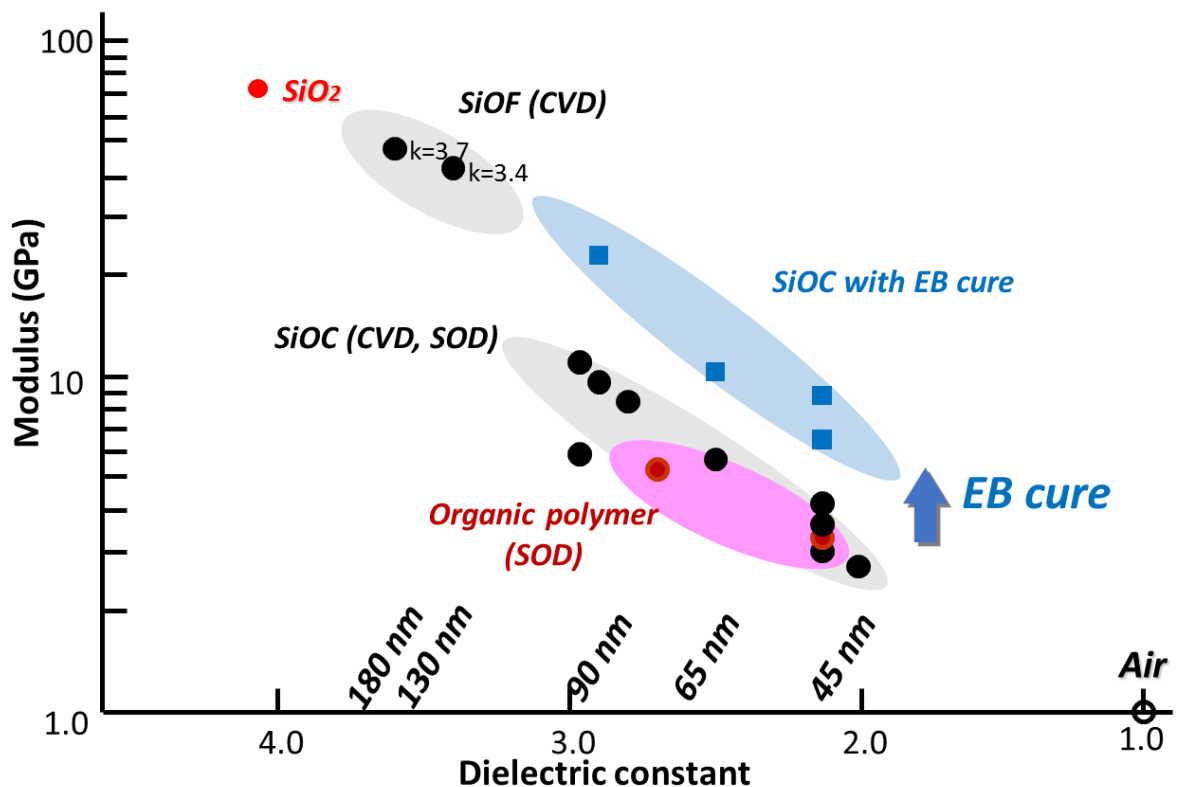 100
SiO2
SiOF (CVD)
k=3.7
k=3.4
Modulus (GPa)
SiOC with EB cure
SiOC (CVD, SOD)
10
EB cure
Organic polymer
(SOD)
180 nm
130 nm
90 nm
65 nm
45 nm
Air
1.0
4.0
3.0
2.0
1.0
Dielectric constant